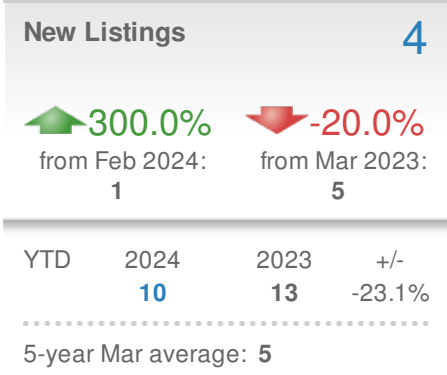 New Listings 4
300.0% -20.0%
from Feb 2024: from Mar 2023:
1 5
YTD 2024 2023 +/-
10 13 -23.1%
5-year Mar average: 5